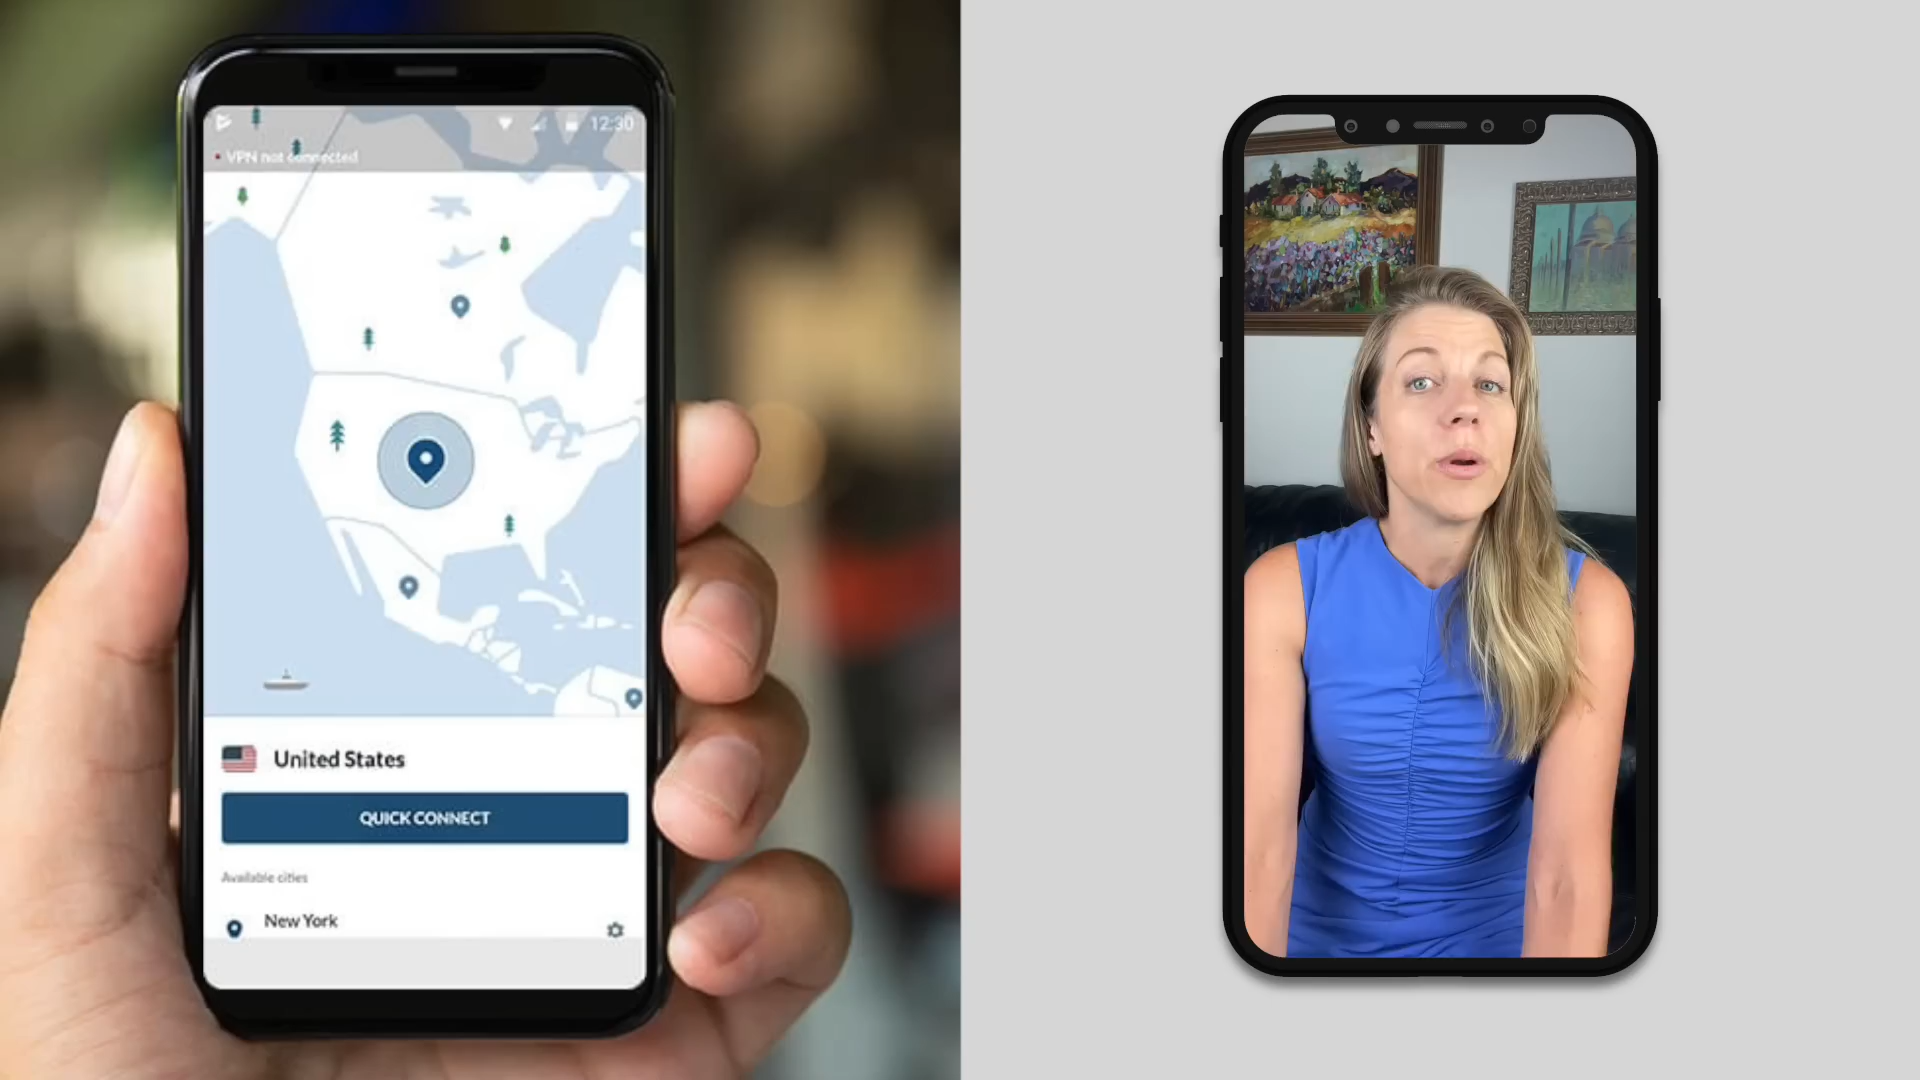 12:30
VPN not connected
United States
QUICK CONNECT
Available cities
New York